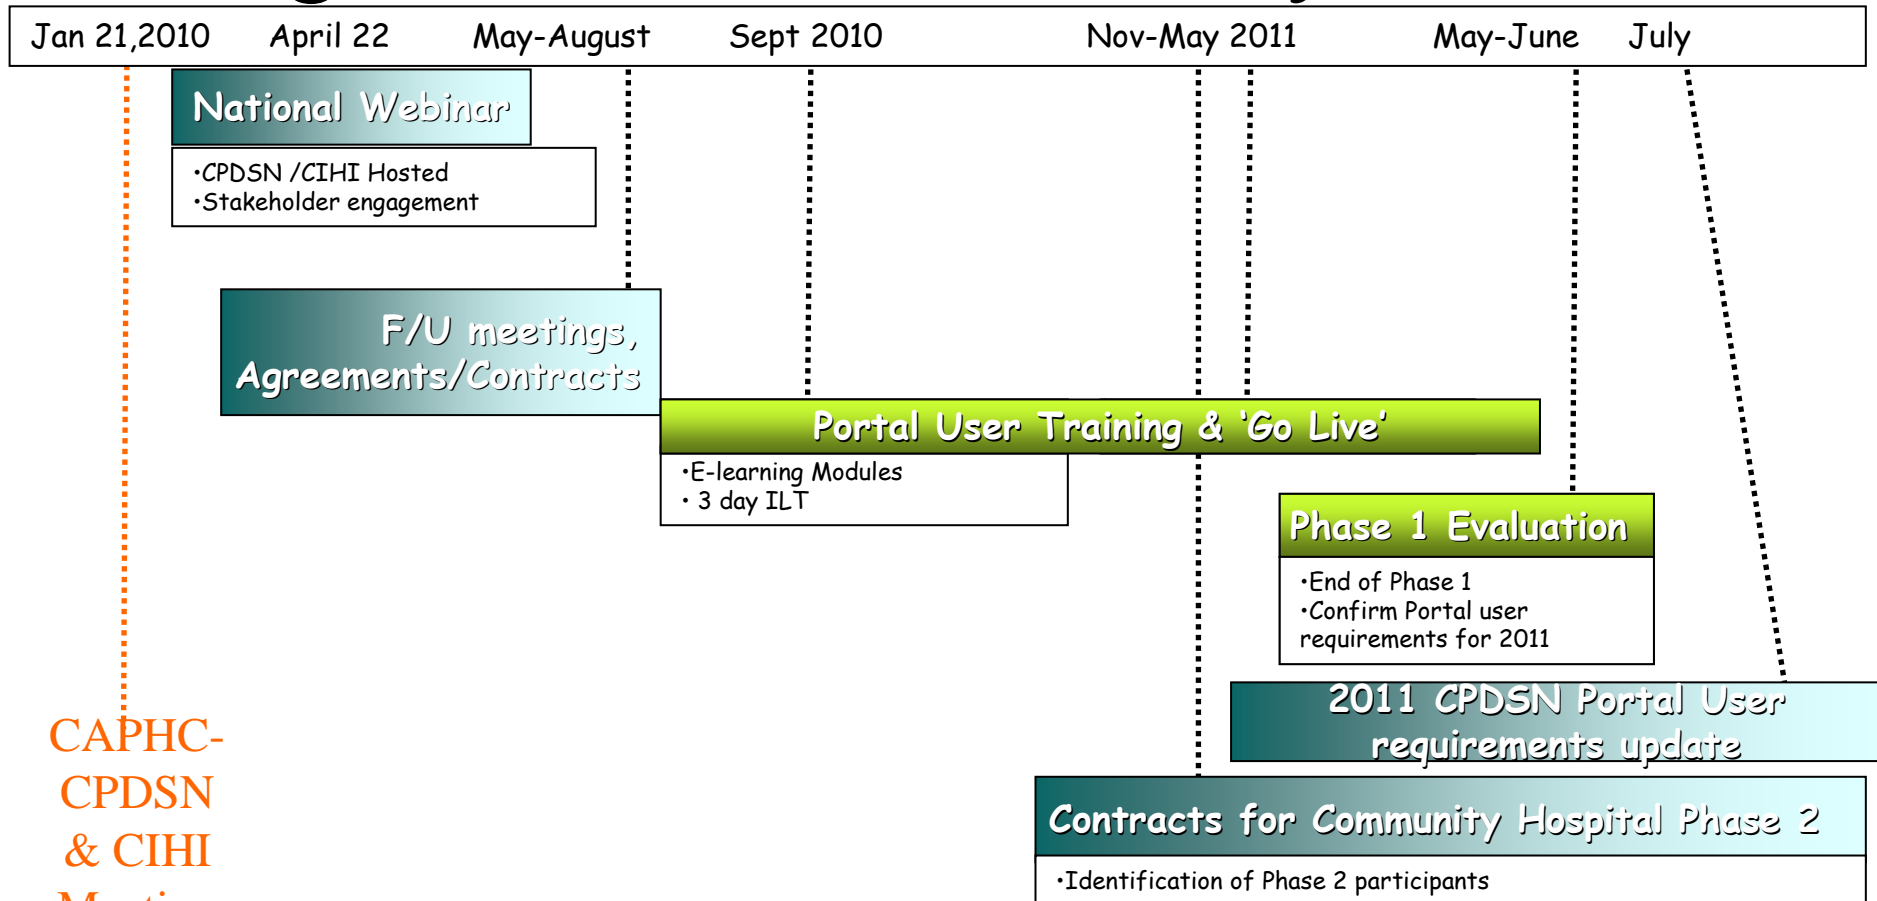 Jan 21,2010 April 22 May-August Sept 2010 Nov-May 2011 May-June July
National Webinar
•CPDSN /CIHI Hosted
•Stakeholder engagement
F/U meetings,
Agreements/Contracts
Portal User Training & ‘Go Live’
•E-learning Modules
• 3 day ILT
Phase 1 Evaluation
•End of Phase 1
•Confirm Portal user
requirements for 2011
2011 CPDSN Portal User
requirements update
CAPHC-
CPDSN
& CIHI
Contracts for Community Hospital Phase 2
•Identification of Phase 2 participants